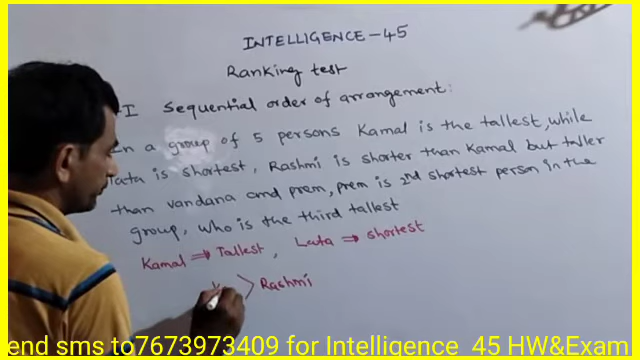 INTELLIGENCE-45
Ranking test
I Sequential order of arrangement:
In a group of 5 persons Kamal is the tallest, while
lata is shortest, Rashmi is shorter than Kamal but taller
than vandana and prem, prem is 2nd shortest person in the
group, who is the third tallest
Kamal ⇒ Tallest, Lata ⇒ shortest
> Rashmi
end sms to7673973409 for Intelligence 45 HW&Exam